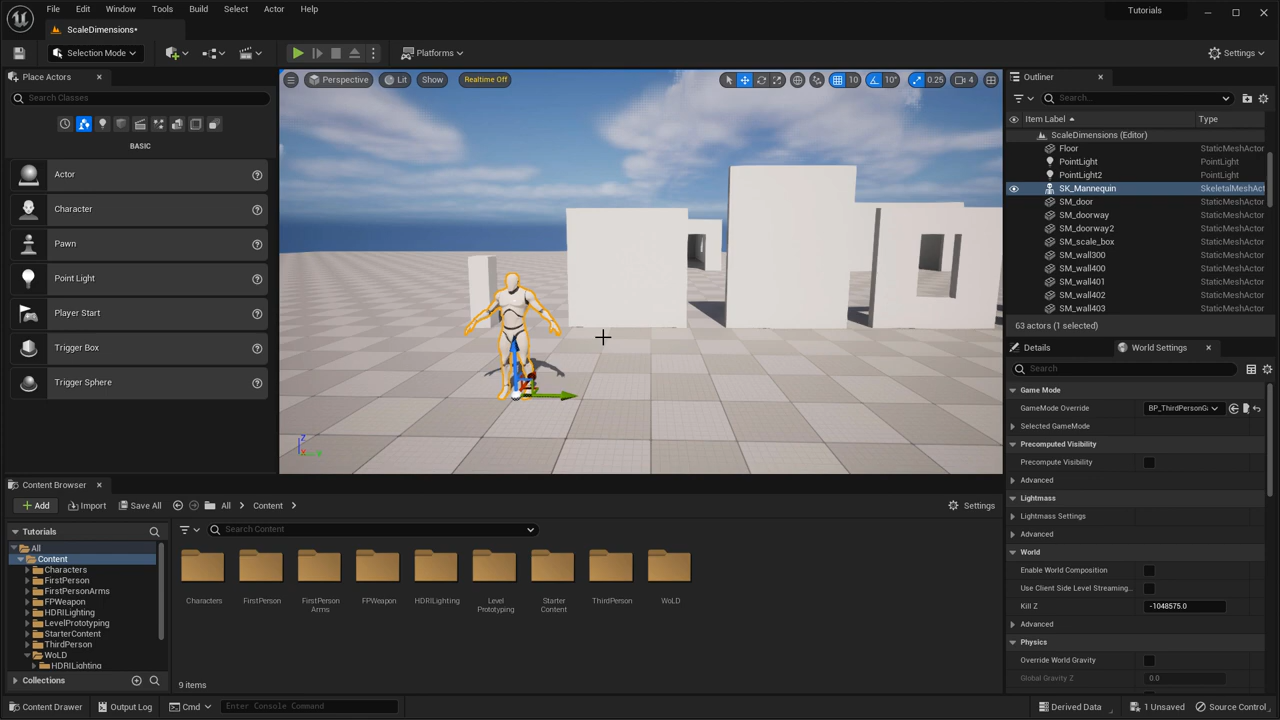 File Edit Window Tools Build Select Actor Help
Tutorials
ScaleDimensions*
Selection Mode
Platforms
Settings
Place Actors
Search Classes
BASIC
Actor
Character
Pawn
Point Light
Player Start
Trigger Box
Trigger Sphere
Perspective Lit Show Realtime Off
10 10° 0.25 4
Outliner
Search...
Item Label Type
ScaleDimensions (Editor)
Floor StaticMeshActor
PointLight PointLight
PointLight2 PointLight
SK_Mannequin SkeletalMeshAct
SM_door StaticMeshActor
SM_doorway StaticMeshActor
SM_doorway2 StaticMeshActor
SM_scale_box StaticMeshActor
SM_wall300 StaticMeshActor
SM_wall400 StaticMeshActor
SM_wall401 StaticMeshActor
SM_wall402 StaticMeshActor
SM_wall403 StaticMeshActor
63 actors (1 selected)
Details World Settings
Search
Game Mode
GameMode Override BP_ThirdPersonG
Selected GameMode
Precomputed Visibility
Precompute Visibility
Advanced
Lightmass
Lightmass Settings
Advanced
World
Enable World Composition
Use Client Side Level Streaming...
Kill Z -1048575.0
Advanced
Physics
Override World Gravity
Global Gravity Z 0.0
Content Browser
Add Import Save All All Content Settings
Tutorials
Search Content
All
Content
Characters
FirstPerson
FirstPersonArms
FPWeapon
HDRILighting
LevelPrototyping
StarterContent
ThirdPerson
WoLD
HDRILighting
Collections
Characters FirstPerson FirstPerson Arms FPWeapon HDRILighting Level Prototyping Starter Content ThirdPerson WoLD
9 items
Content Drawer Output Log Cmd Enter Console Command Derived Data 1 Unsaved Source Control